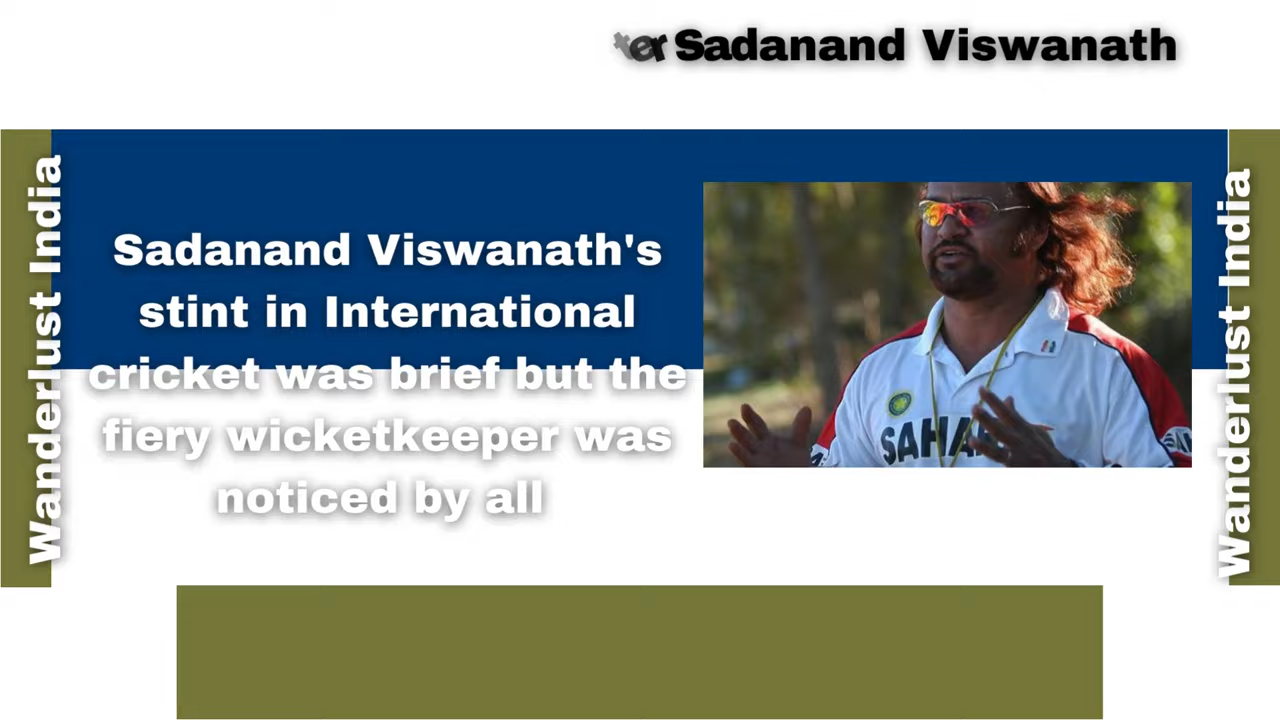 ter Sadanand Viswanath
Wanderlust India
Sadanand Viswanath's
stint in International
cricket was brief but the
fiery wicketkeeper was
noticed by all
Wanderlust India